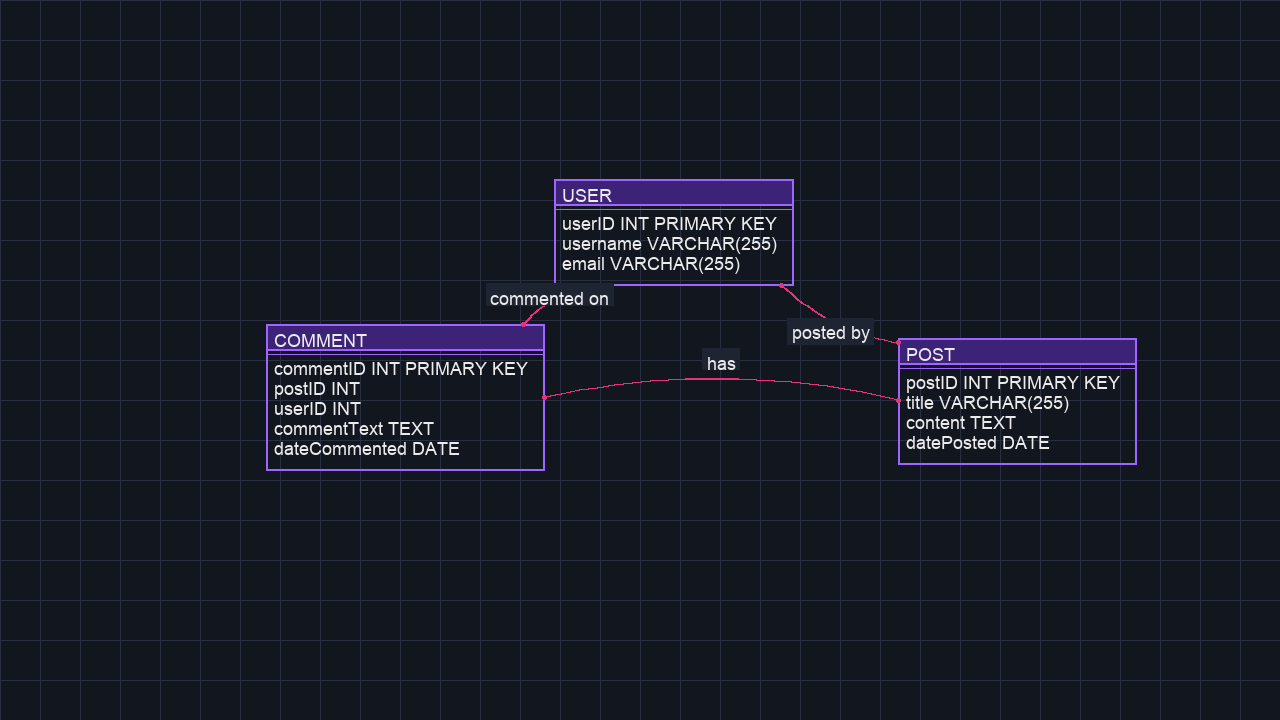 USER
userID INT PRIMARY KEY
username VARCHAR(255)
email VARCHAR(255)
commented on
posted by
has
COMMENT
commentID INT PRIMARY KEY
postID INT
userID INT
commentText TEXT
dateCommented DATE
POST
postID INT PRIMARY KEY
title VARCHAR(255)
content TEXT
datePosted DATE